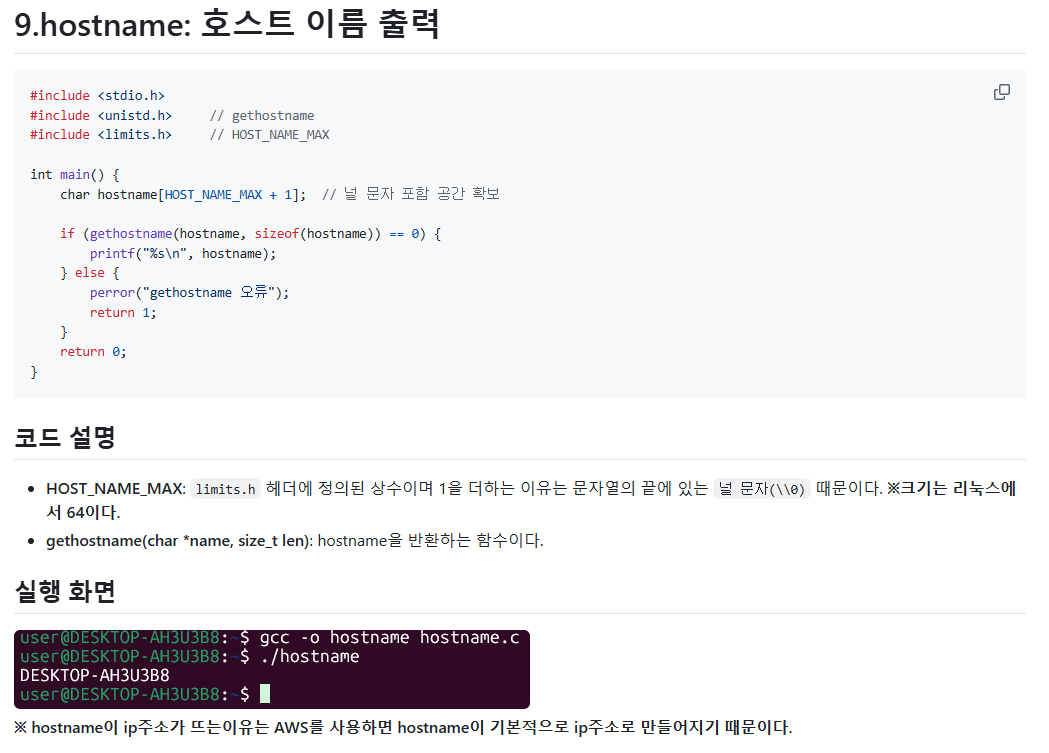 9.hostname: 호스트 이름 출력
#include <stdio.h>
#include <unistd.h>     // gethostname
#include <limits.h>     // HOST_NAME_MAX
int main() {
    char hostname[HOST_NAME_MAX + 1];  // 널 문자 포함 공간 확보
    if (gethostname(hostname, sizeof(hostname)) == 0) {
        printf("%s\n", hostname);
    } else {
        perror("gethostname 오류");
        return 1;
    }
    return 0;
}
코드 설명
• HOST_NAME_MAX: limits.h 헤더에 정의된 상수이며 1을 더하는 이유는 문자열의 끝에 있는 널 문자(\\0) 때문이다. ※크기는 리눅스에
서 64이다.
• gethostname(char *name, size_t len): hostname을 반환하는 함수이다.
실행 화면
user@DESKTOP-AH3U3B8:~$ gcc -o hostname hostname.c
user@DESKTOP-AH3U3B8:~$ ./hostname
DESKTOP-AH3U3B8
user@DESKTOP-AH3U3B8:~$
※ hostname이 ip주소가 뜨는이유는 AWS를 사용하면 hostname이 기본적으로 ip주소로 만들어지기 때문이다.